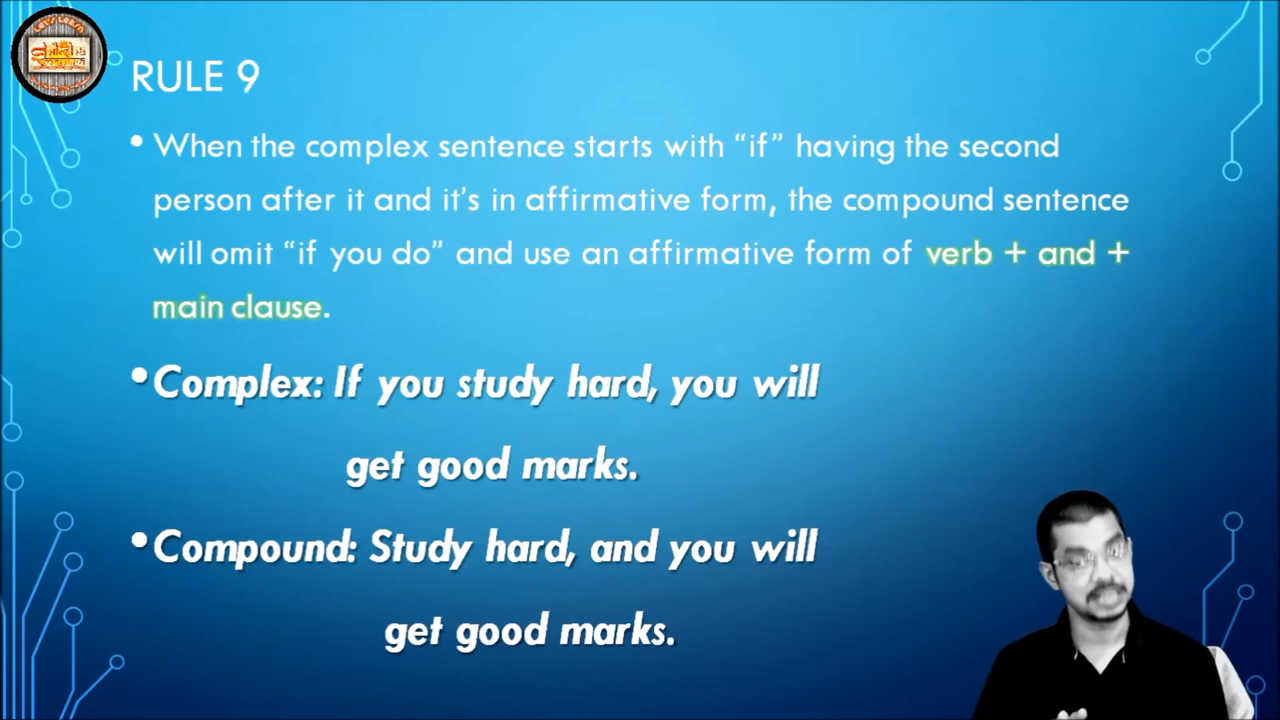 RULE 9
• When the complex sentence starts with “if” having the second
person after it and it’s in affirmative form, the compound sentence
will omit “if you do” and use an affirmative form of verb + and +
main clause.
• Complex: If you study hard, you will
get good marks.
• Compound: Study hard, and you will
get good marks.